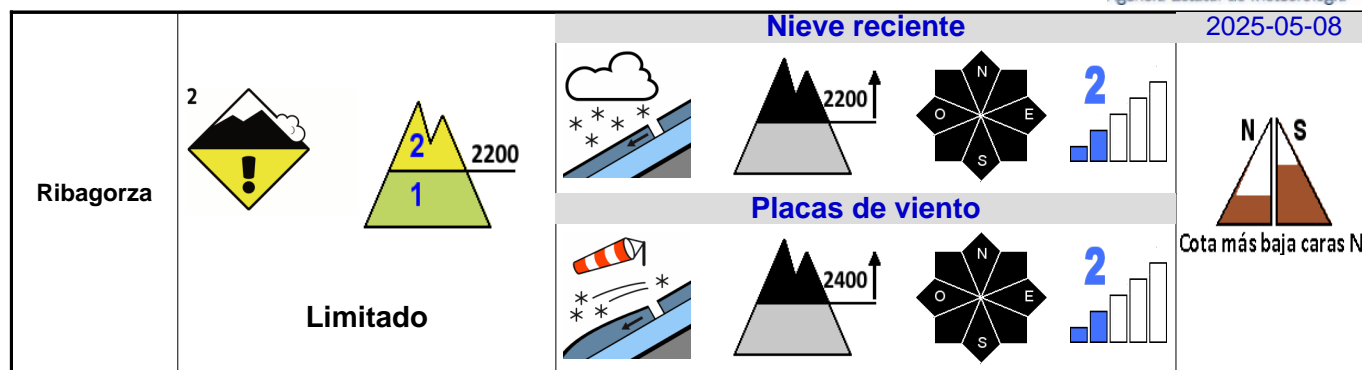 Nieve reciente
2025-05-08
Ribagorza
2
2
1
2200
Limitado
2200
N
O
E
S
2
Placas de viento
2400
N
O
E
S
2
N
S
Cota más baja caras N